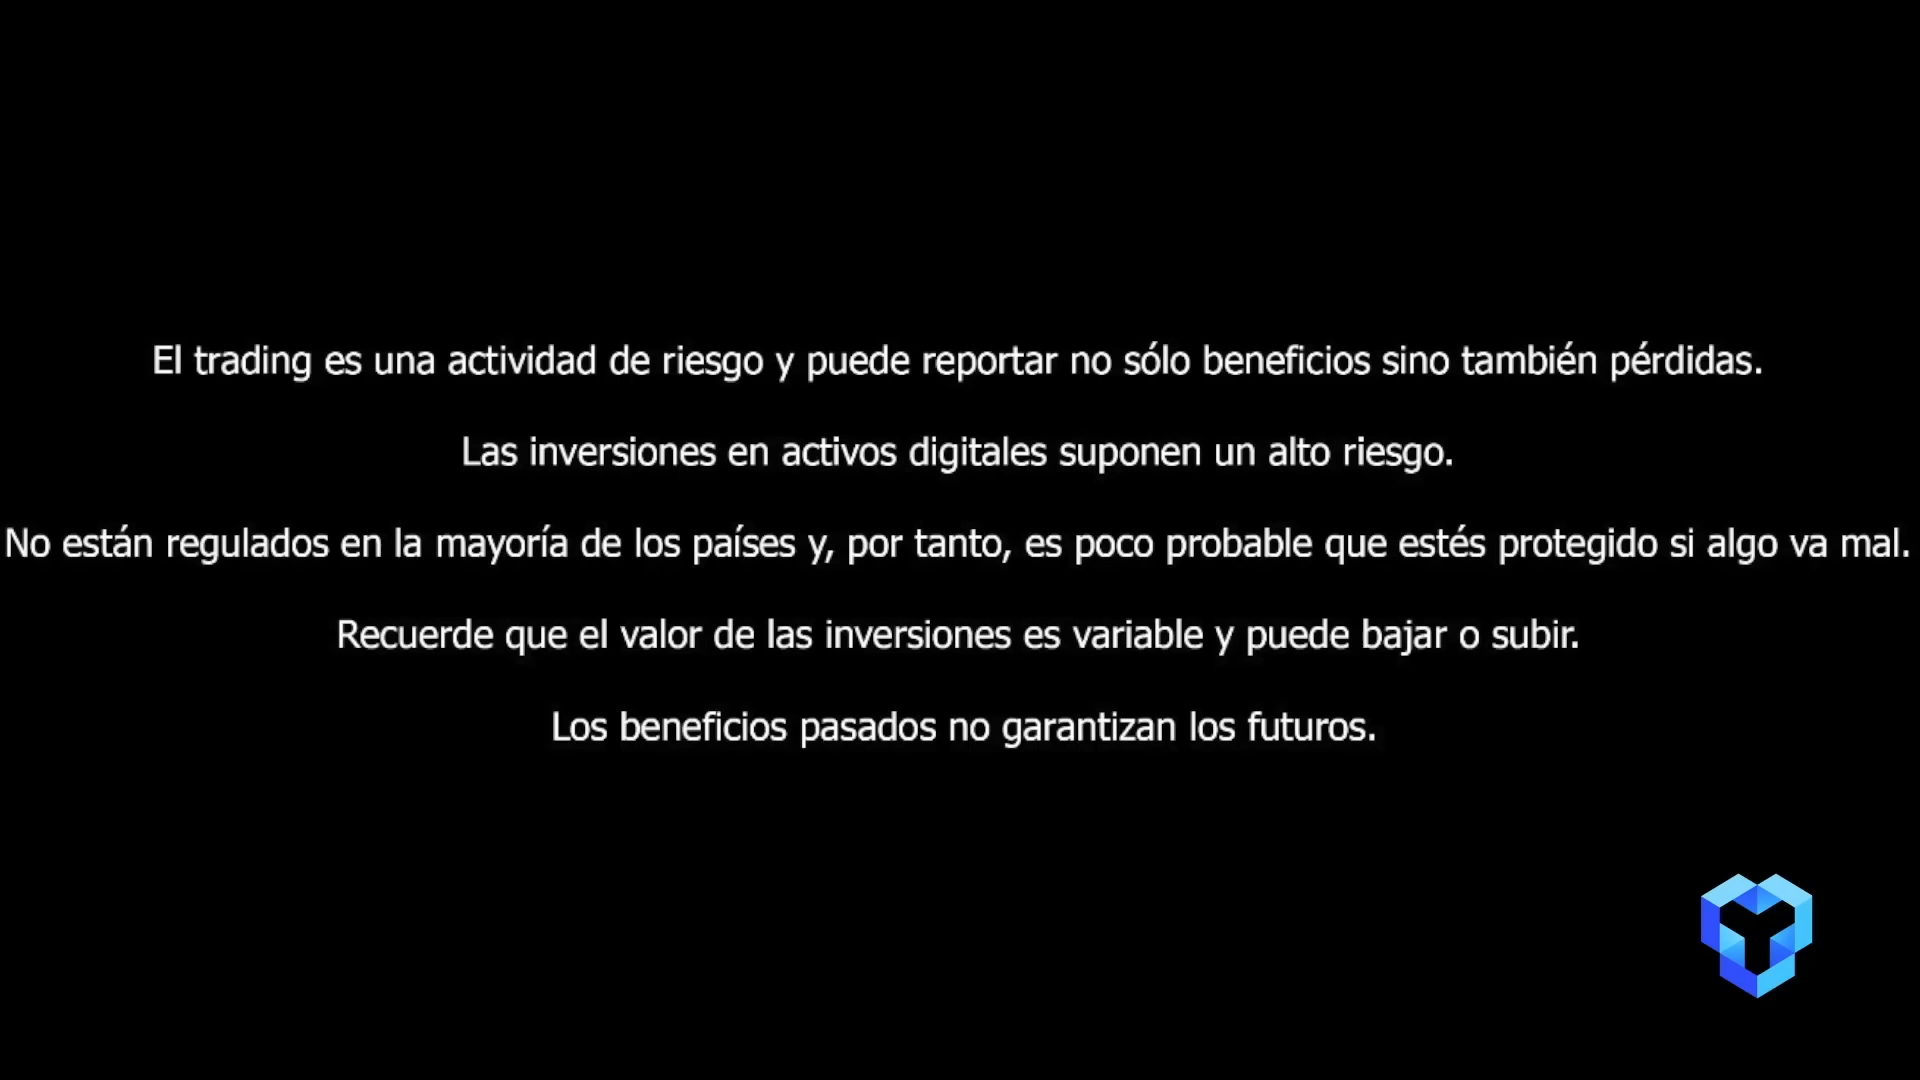 El trading es una actividad de riesgo y puede reportar no sólo beneficios sino también pérdidas.
Las inversiones en activos digitales suponen un alto riesgo.
No están regulados en la mayoría de los países y, por tanto, es poco probable que estés protegido si algo va mal.
Recuerde que el valor de las inversiones es variable y puede bajar o subir.
Los beneficios pasados no garantizan los futuros.